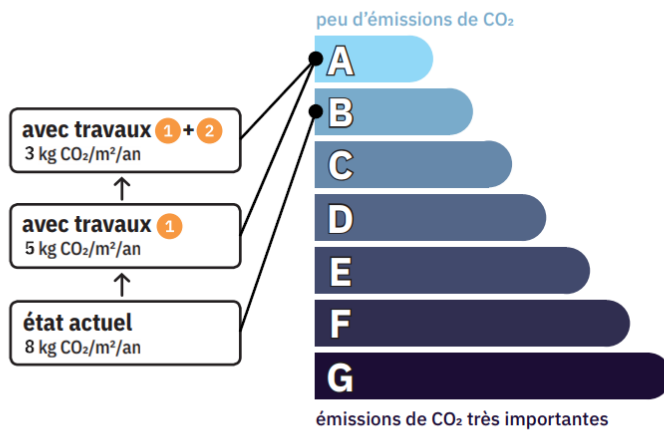 peu d'émissions de CO₂
A
B
avec travaux 1 + 2
3 kg CO₂/m²/an
C
avec travaux 1
5 kg CO₂/m²/an
D
E
état actuel
8 kg CO₂/m²/an
F
G
émissions de CO₂ très importantes